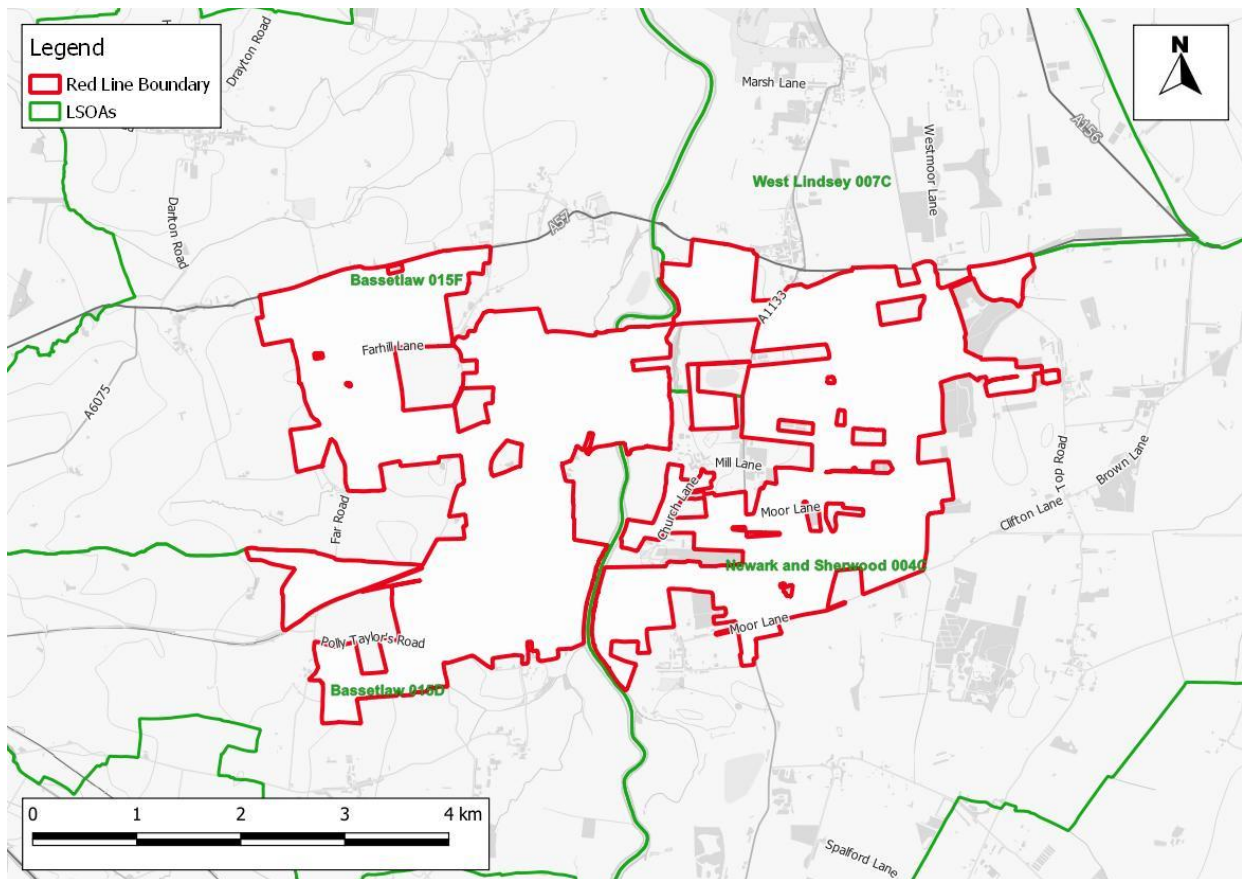 Legend
Red Line Boundary
LSOAs
N
Drayton Road
Marsh Lane
A156
Westmoor Lane
West Lindsey 007C
Darlton Road
A57
Bassetlaw 015F
A1133
Farhill Lane
A6075
Mill Lane
Top Road
Brown Lane
Church Lane
Moor Lane
Clifton Lane
Far Road
Newark and Sherwood 004C
Moor Lane
Polly Taylor's Road
Bassetlaw 015D
0 1 2 3 4 km
Spalford Lane